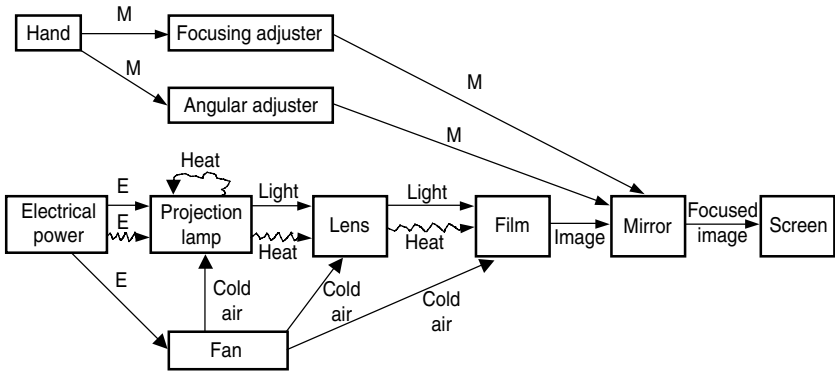 M
Hand
Focusing adjuster
M
M
Angular adjuster
M
Heat
E
Light
Light
Electrical
power
E
Projection
lamp
Heat
Lens
Heat
Film
Image
Mirror
Focused
image
Screen
E
Cold
air
Cold
air
Cold
air
Fan